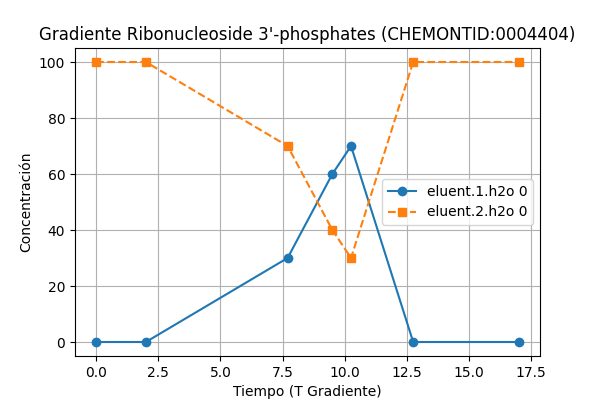 Gradiente Ribonucleoside 3'-phosphates (CHEMONTID:0004404)
100
80
60
40
20
0
Concentración
eluent.1.h2o 0
eluent.2.h2o 0
0.0 2.5 5.0 7.5 10.0 12.5 15.0 17.5
Tiempo (T Gradiente)